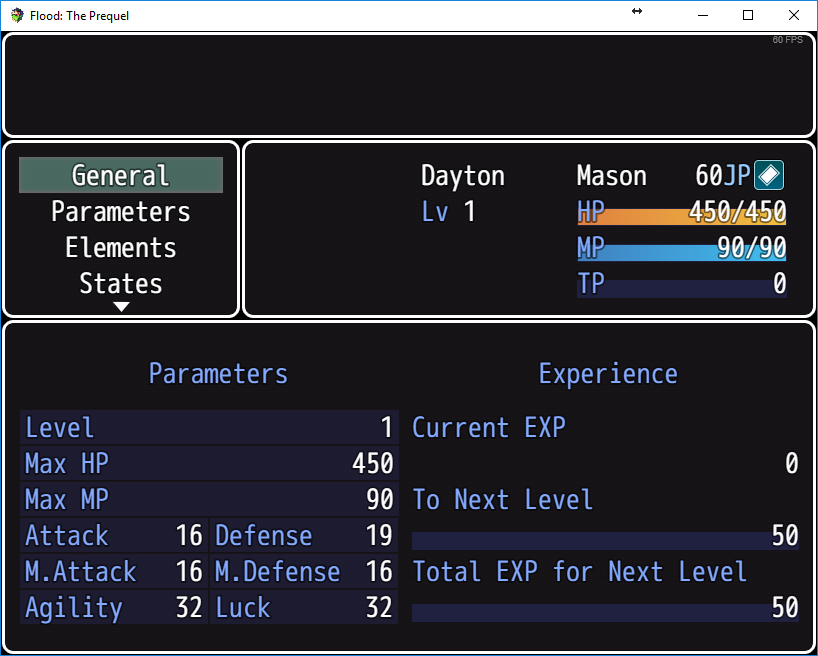 Flood: The Prequel
60 FPS
General
Parameters
Elements
States
Dayton Mason 60JP
Lv 1 HP 450/450
MP 90/90
TP 0
Parameters
Level 1
Max HP 450
Max MP 90
Attack 16 Defense 19
M.Attack 16 M.Defense 16
Agility 32 Luck 32
Experience
Current EXP
0
To Next Level
50
Total EXP for Next Level
50